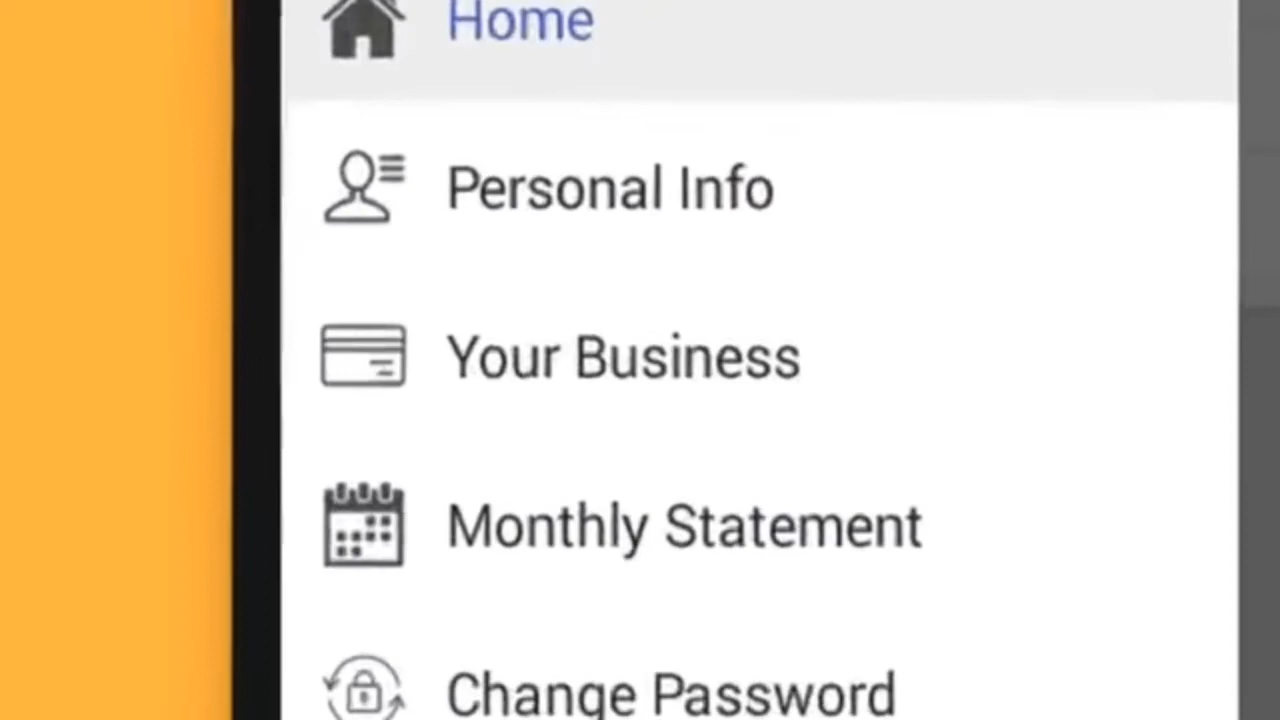 Home
Personal Info
Your Business
Monthly Statement
Change Password